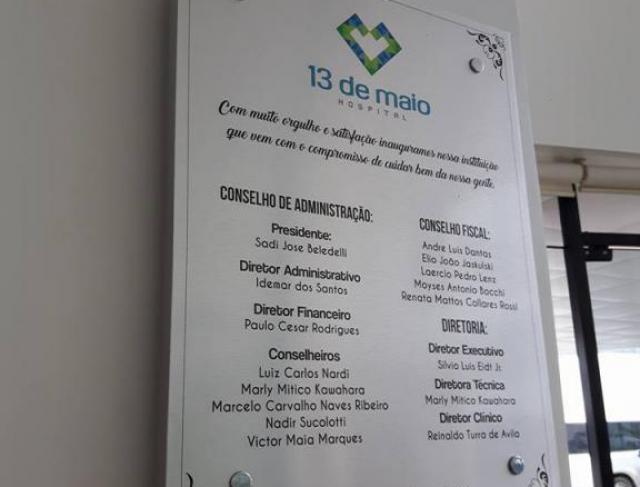 13 de maio
HOSPITAL
Com muito orgulho e satisfação inauguramos nossa instituição
que vem com o compromisso de cuidar bem da nossa gente.
CONSELHO DE ADMINISTRAÇÃO:
Presidente:
Sadi Jose Beledelli
Diretor Administrativo
Idemar dos Santos
Diretor Financeiro
Paulo Cesar Rodrigues
Conselheiros
Luiz Carlos Nardi
Marly Mitico Kawahara
Marcelo Carvalho Naves Ribeiro
Nadir Sucolotti
Victor Maia Marques
CONSELHO FISCAL:
Andre Luis Dantas
Elio João Jaskulski
Laercio Pedro Lenz
Moyses Antonio Bocchi
Renata Mattos Collares Rossi
DIRETORIA:
Diretor Executivo
Silvio Luis Eidt Jr.
Diretora Técnica
Marly Mitico Kawahara
Diretor Clínico
Reinaldo Turra de Avila